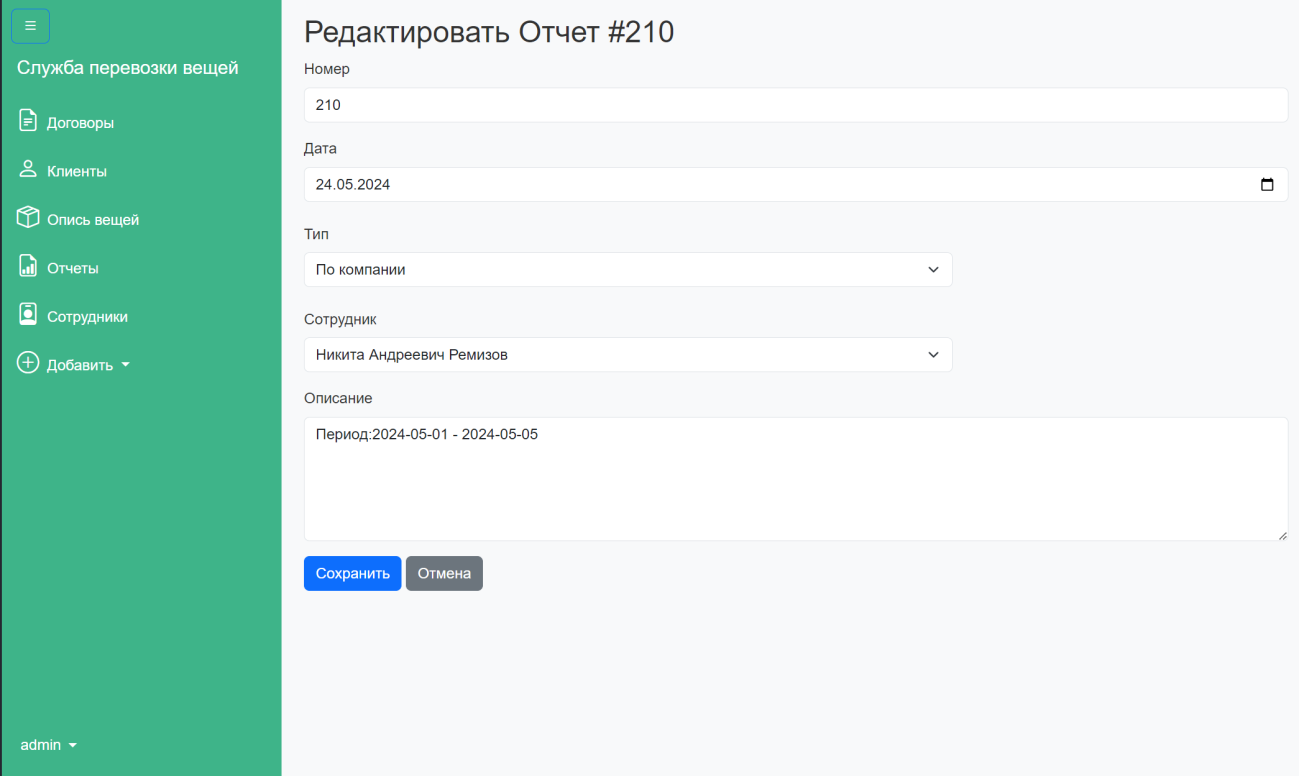 Служба перевозки вещей
Договоры
Клиенты
Опись вещей
Отчеты
Сотрудники
Добавить
admin
Редактировать Отчет #210
Номер
210
Дата
24.05.2024
Тип
По компании
Сотрудник
Никита Андреевич Ремизов
Описание
Период:2024-05-01 - 2024-05-05
Сохранить Отмена